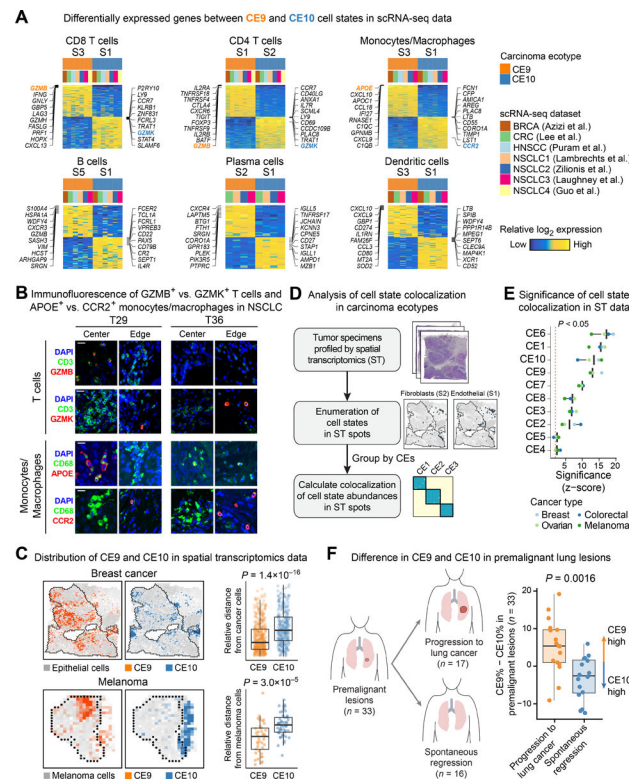 A
Differentially expressed genes between CE9 and CE10 cell states in scRNA-seq data
CD8 T cells
S3 S1
GZMB
IFNG
GNLY
GBP5
LAG3
GZMH
FASLG
PRF1
HOPX
CXCL13
P2RY10
LY9
CCR7
KLRB1
ZNF831
FCRL3
TRAT1
GZMK
STAT4
SLAMF6
CD4 T cells
S1 S2
IL2RA
TNFRSF18
TNFRSF4
CTLA4
CXCR6
TIGIT
FOXP3
TNFRSF9
IL2RB
BATF
GZMB
CCR7
CD40LG
ANXA1
IL7R
SCML4
LY9
CD69
CCDC109B
PLAC8
TRAT1
GZMK
Monocytes/Macrophages
S3 S1
APOE
CXCL10
APOC1
CCL18
IFI27
RNASE1
C1QC
GPNMB
CXCL9
C1QB
FCN1
CFP
AMICA1
AREG
PLAC8
LTB
CD55
CORO1A
TIMP1
LST1
CCR2
Carcinoma ecotype
CE9
CE10
scRNA-seq dataset
BRCA (Azizi et al.)
CRC (Lee et al.)
HNSCC (Puram et al.)
NSCLC1 (Lambrechts et al.)
NSCLC2 (Zilionis et al.)
NSCLC3 (Laughney et al.)
NSCLC4 (Guo et al.)
Relative log2 expression
Low High
B cells
S5 S1
S100A4
HSPA1A
WDFY4
CXCR3
GZMB
SASH3
VIM
HCST
ARHGAP9
SRGN
FCER2
TCL1A
FCRL1
VPREB3
CD22
PAX5
CD79B
CR2
SEPT1
IL4R
Plasma cells
S2 S1
CXCR4
LAPTM5
BTG1
FTH1
SRGN
CORO1A
GPR183
PLEK
PIK3R5
PTPRC
IGLL5
TNFRSF17
JCHAIN
KCNN3
CPNE5
CD27
STAP1
IGLL1
AMPD1
MZB1
Dendritic cells
S3 S1
CXCL10
CXCL9
GBP1
CD274
IL1RN
FAM26F
CCL3
CD80
MT2A
SOD2
LTB
SPIB
WDFY4
PPP1R14B
MPEG1
SEPT6
CLEC9A
MAP4K1
XCR1
CD52
B
Immunofluorescence of GZMB+ vs. GZMK+ T cells and
APOE+ vs. CCR2+ monocytes/macrophages in NSCLC
T29 T36
Center Edge Center Edge
T cells
DAPI
CD3
GZMB
DAPI
CD3
GZMK
Monocytes/
Macrophages
DAPI
CD68
APOE
DAPI
CD68
CCR2
D
Analysis of cell state colocalization
in carcinoma ecotypes
Tumor specimens
profiled by spatial
transcriptomics (ST)
Enumeration of
cell states
in ST spots
Fibroblasts (S2) Endothelial (S1)
Group by CEs
Calculate colocalization
of cell state abundances
in ST spots
CE1
CE2
CE3
E
Significance of cell state
colocalization in ST data
P < 0.05
CE6
CE1
CE10
CE9
CE7
CE8
CE3
CE2
CE5
CE4
0 5 10 15 20
Significance
(z-score)
Cancer type
Breast Colorectal
Ovarian Melanoma
C
Distribution of CE9 and CE10 in spatial transcriptomics data
Breast cancer
Epithelial cells CE9 CE10
P = 1.4×10−16
Relative distance
from cancer cells
CE9 CE10
Melanoma
Melanoma cells CE9 CE10
P = 3.0×10−5
Relative distance
from melanoma cells
CE9 CE10
F
Difference in CE9 and CE10 in premalignant lung lesions
Premalignant
lesions
(n = 33)
Progression to
lung cancer
(n = 17)
Spontaneous
regression
(n = 16)
P = 0.0016
CE9% − CE10% in
premalignant lesions (n = 33)
20
10
0
−10
CE9
high
CE10
high
Progression to
lung cancer
Spontaneous
regression